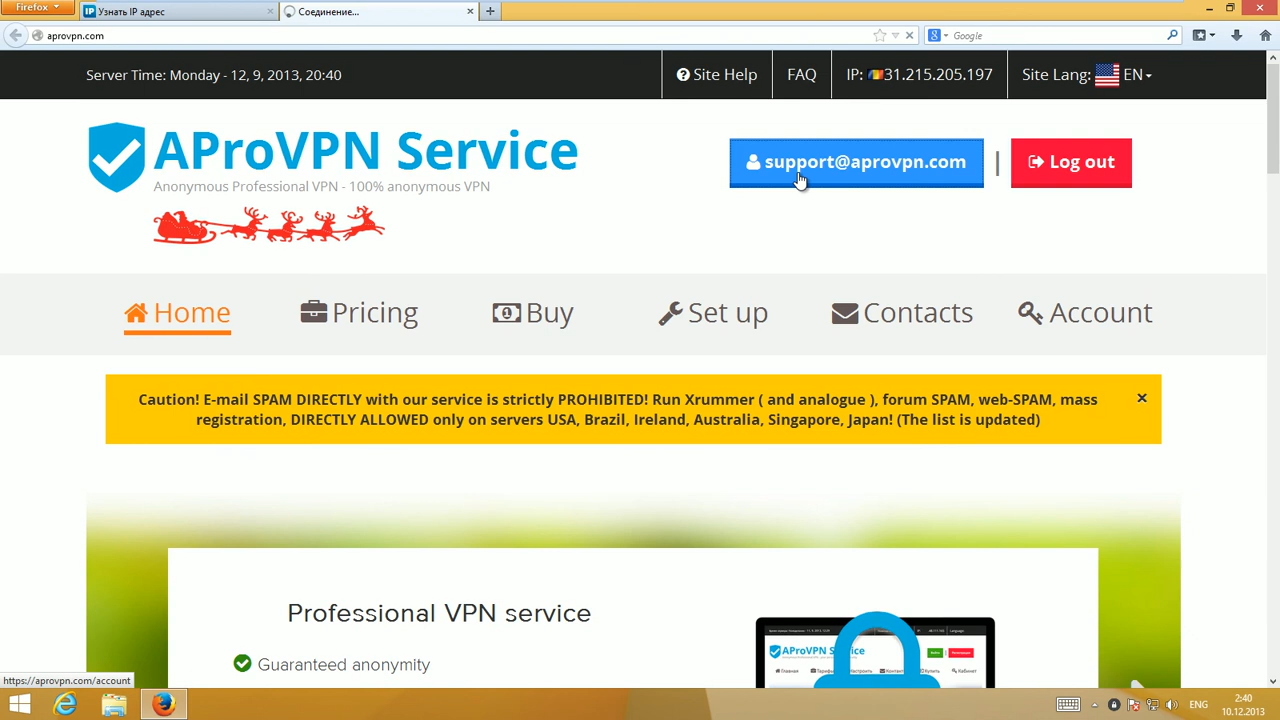 Firefox
Узнать IP адрес
Соединение...
aprovpn.com
Google
Server Time: Monday - 12, 9, 2013, 20:40
Site Help
FAQ
IP: 31.215.205.197
Site Lang: EN
AProVPN Service
Anonymous Professional VPN - 100% anonymous VPN
support@aprovpn.com
|
Log out
Home
Pricing
Buy
Set up
Contacts
Account
Caution! E-mail SPAM DIRECTLY with our service is strictly PROHIBITED! Run Xrummer ( and analogue ), forum SPAM, web-SPAM, mass
registration, DIRECTLY ALLOWED only on servers USA, Brazil, Ireland, Australia, Singapore, Japan! (The list is updated)
Professional VPN service
Guaranteed anonymity
https://aprovpn.com/account
ENG
2:40
10.12.2013